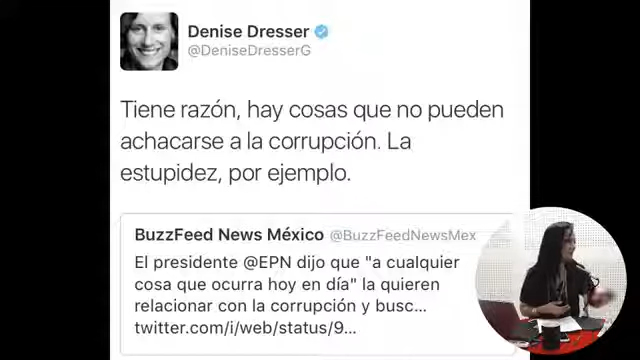 Denise Dresser
@DeniseDresserG
Tiene razón, hay cosas que no pueden
achacarse a la corrupción. La
estupidez, por ejemplo.
BuzzFeed News México @BuzzFeedNewsMex
El presidente @EPN dijo que "a cualquier
cosa que ocurra hoy en día" la quieren
relacionar con la corrupción y busc...
twitter.com/i/web/status/9...